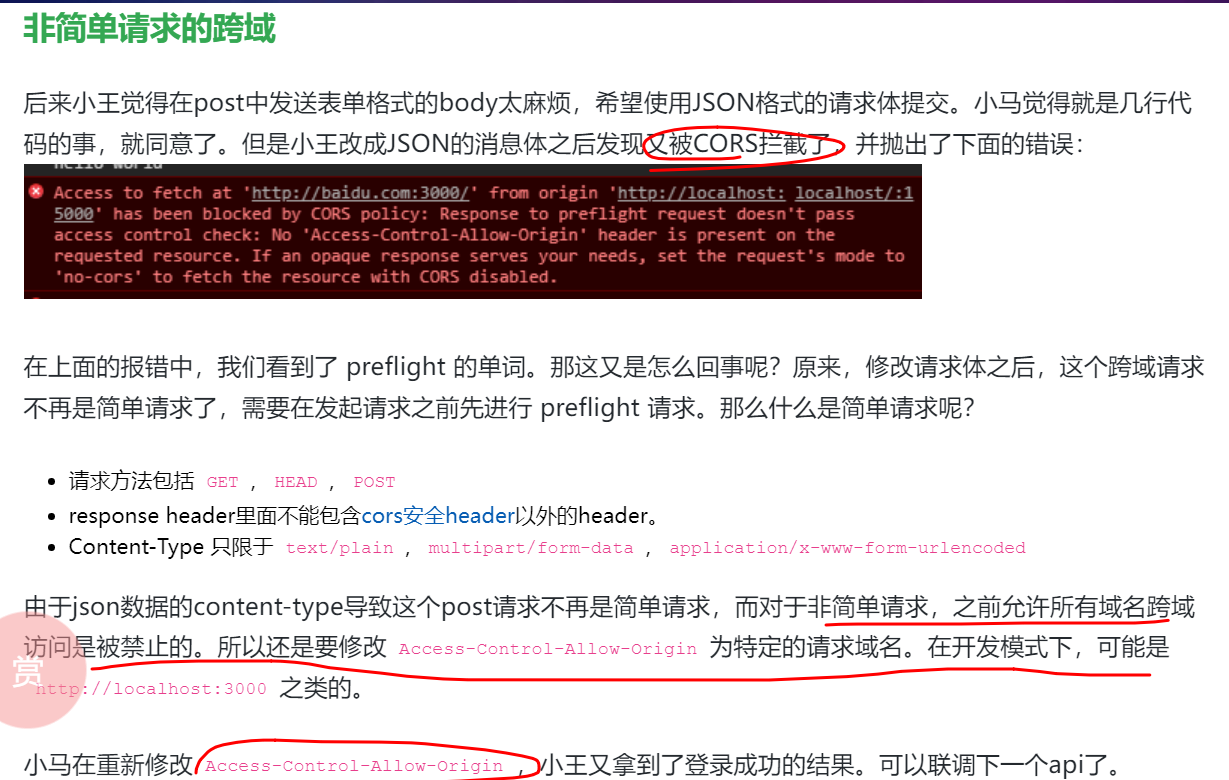 非简单请求的跨域
后来小王觉得在post中发送表单格式的body太麻烦，希望使用JSON格式的请求体提交。小马觉得就是几行代
码的事，就同意了。但是小王改成JSON的消息体之后发现又被CORS拦截了，并抛出了下面的错误：
Hello World
Access to fetch at 'http://baidu.com:3000/' from origin 'http://localhost: localhost/:1
5000' has been blocked by CORS policy: Response to preflight request doesn't pass
access control check: No 'Access-Control-Allow-Origin' header is present on the
requested resource. If an opaque response serves your needs, set the request's mode to
'no-cors' to fetch the resource with CORS disabled.
在上面的报错中，我们看到了 preflight 的单词。那这又是怎么回事呢？原来，修改请求体之后，这个跨域请求
不再是简单请求了，需要在发起请求之前先进行 preflight 请求。那么什么是简单请求呢？
• 请求方法包括 GET ， HEAD ， POST
• response header里面不能包含cors安全header以外的header。
• Content-Type 只限于 text/plain ， multipart/form-data ， application/x-www-form-urlencoded
由于json数据的content-type导致这个post请求不再是简单请求，而对于非简单请求，之前允许所有域名跨域
访问是被禁止的。所以还是要修改 Access-Control-Allow-Origin 为特定的请求域名。在开发模式下，可能是
赏
http://localhost:3000 之类的。
小马在重新修改 Access-Control-Allow-Origin ，小王又拿到了登录成功的结果。可以联调下一个api了。